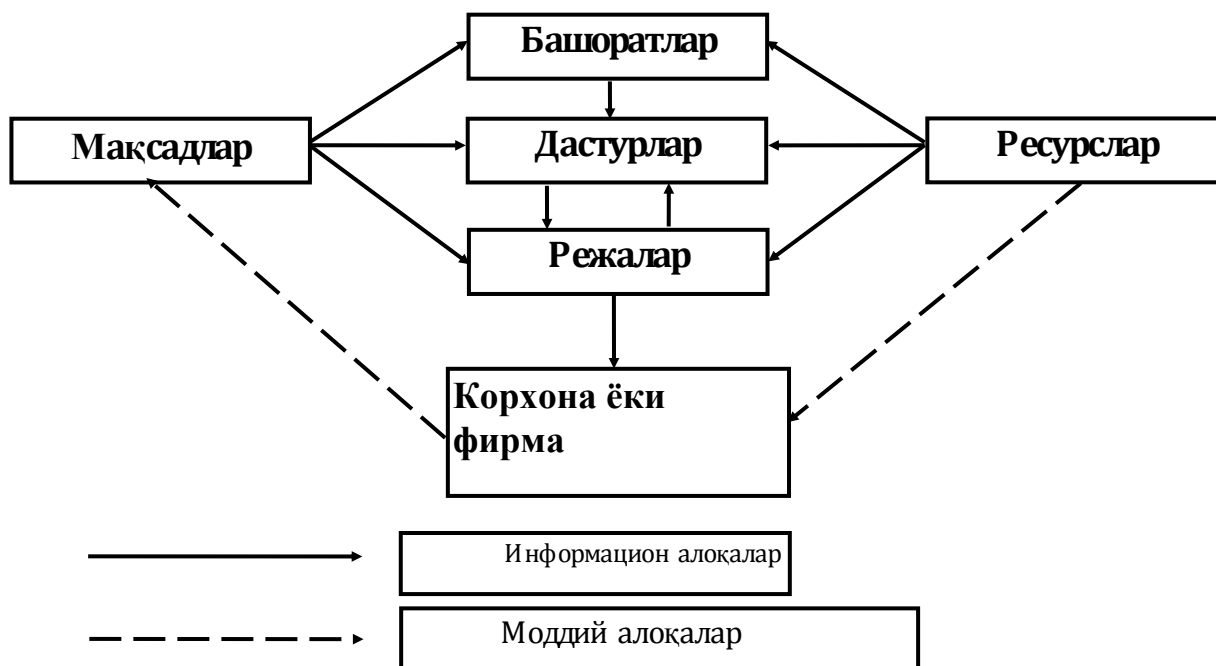 Башоратлар
Мақсадлар
Дастурлар
Ресурслар
Режалар
Корхона ёки
фирма
Информацион алоқалар
Моддий алоқалар